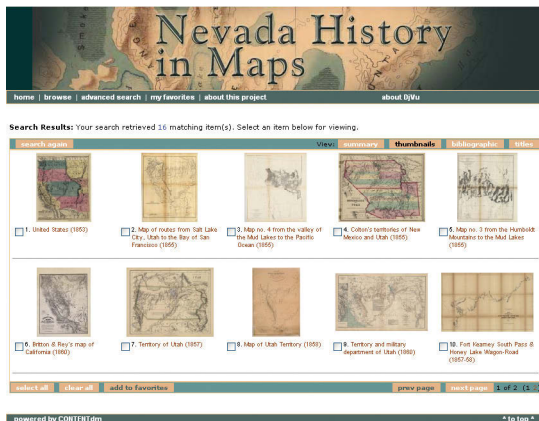 Nevada History
in Maps
home | browse | advanced search | my favorites | about this project
about DjVu
Search Results: Your search retrieved 16 matching item(s). Select an item below for viewing.
search again
View: summary thumbnails bibliographic titles
1. United States (1853)
2. Map of routes from Salt Lake
City, Utah to the Bay of San
Francisco (1855)
3. Map no. 4 from the valley of
the Mud Lakes to the Pacific
Ocean (1855)
4. Colton's territories of New
Mexico and Utah (1855)
5. Map no. 3 from the Humboldt
Mountains to the Mud Lakes
(1855)
6. Britton & Rey's map of
California (1860)
7. Territory of Utah (1857)
8. Map of Utah Territory (1858)
9. Territory and military
department of Utah (1860)
10. Fort Kearney South Pass &
Honey Lake Wagon-Road
(1857-58)
select all clear all add to favorites
prev page next page 1 of 2 (1
powered by CONTENTdm
^ to top ^